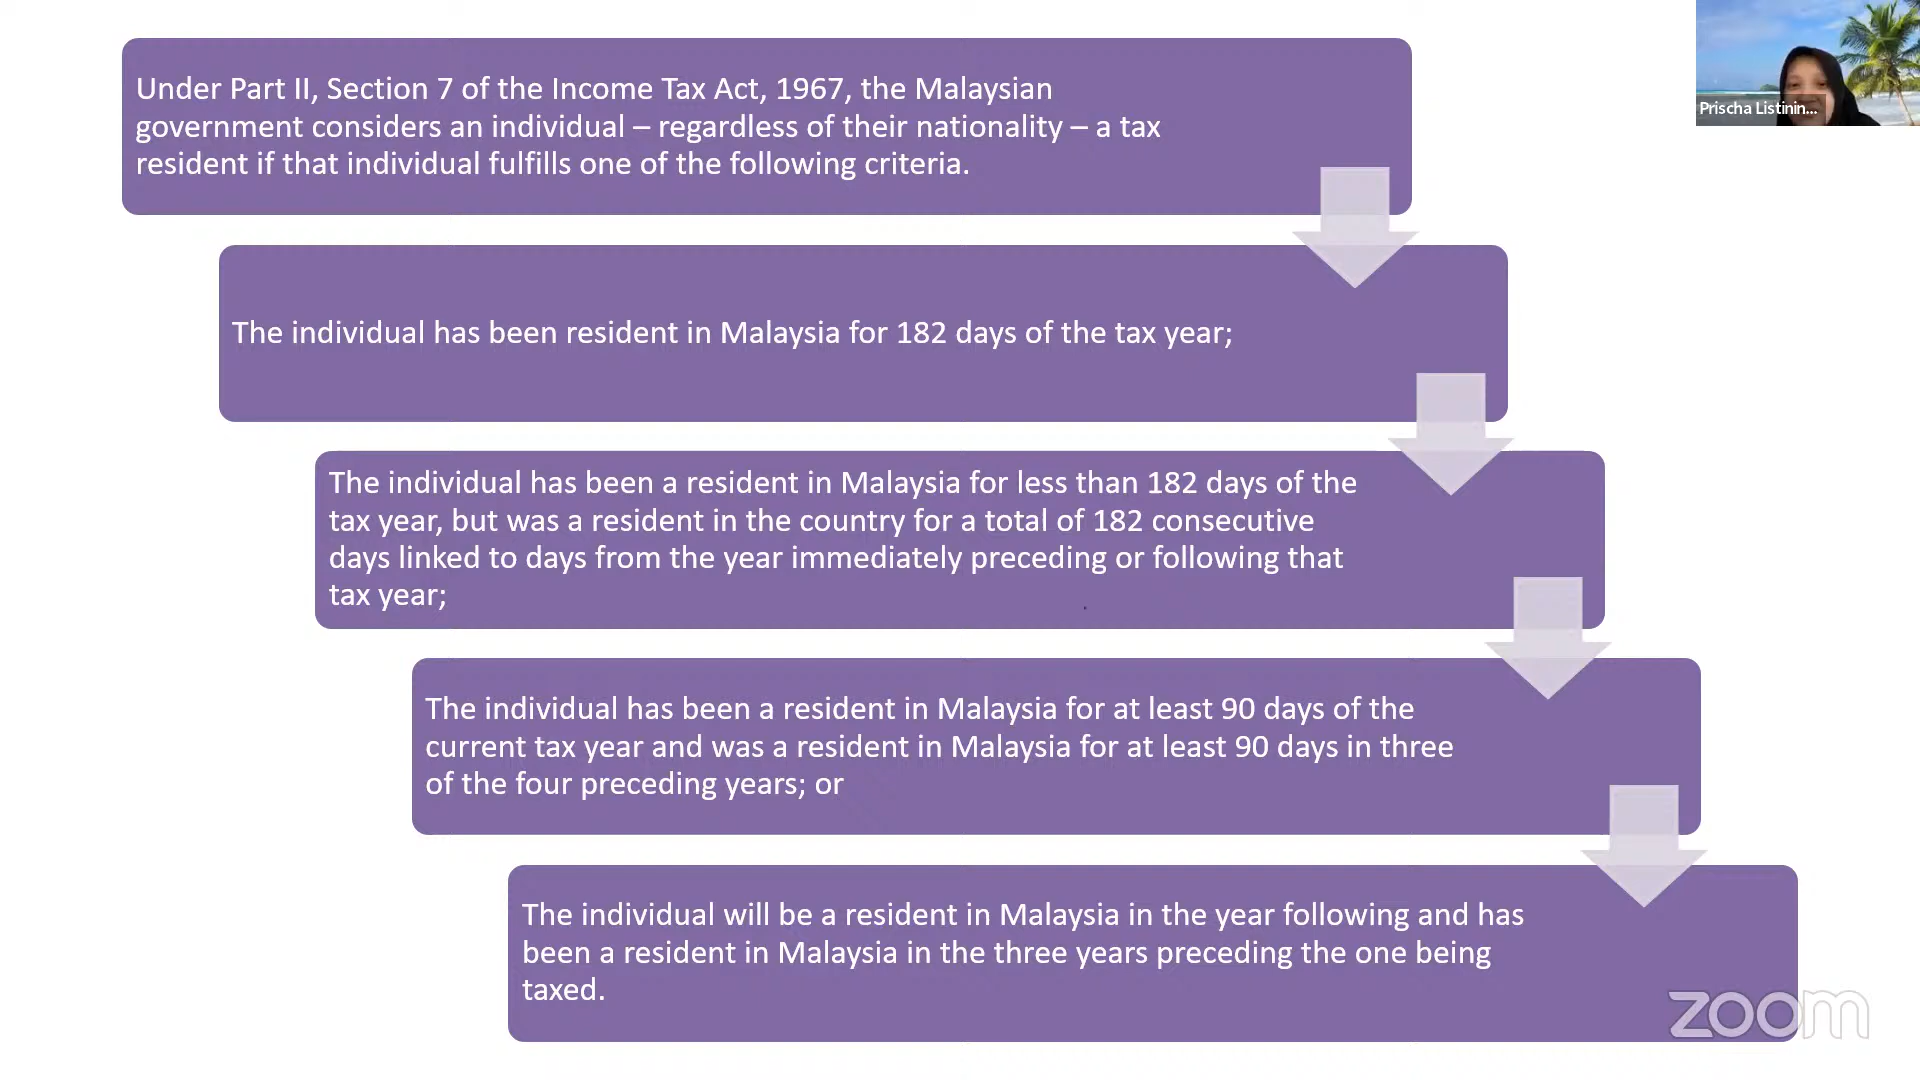 Under Part II, Section 7 of the Income Tax Act, 1967, the Malaysian
government considers an individual – regardless of their nationality – a tax
resident if that individual fulfills one of the following criteria.
The individual has been resident in Malaysia for 182 days of the tax year;
The individual has been a resident in Malaysia for less than 182 days of the
tax year, but was a resident in the country for a total of 182 consecutive
days linked to days from the year immediately preceding or following that
tax year;
The individual has been a resident in Malaysia for at least 90 days of the
current tax year and was a resident in Malaysia for at least 90 days in three
of the four preceding years; or
The individual will be a resident in Malaysia in the year following and has
been a resident in Malaysia in the three years preceding the one being
taxed.
Prischa Listinin...
zoom